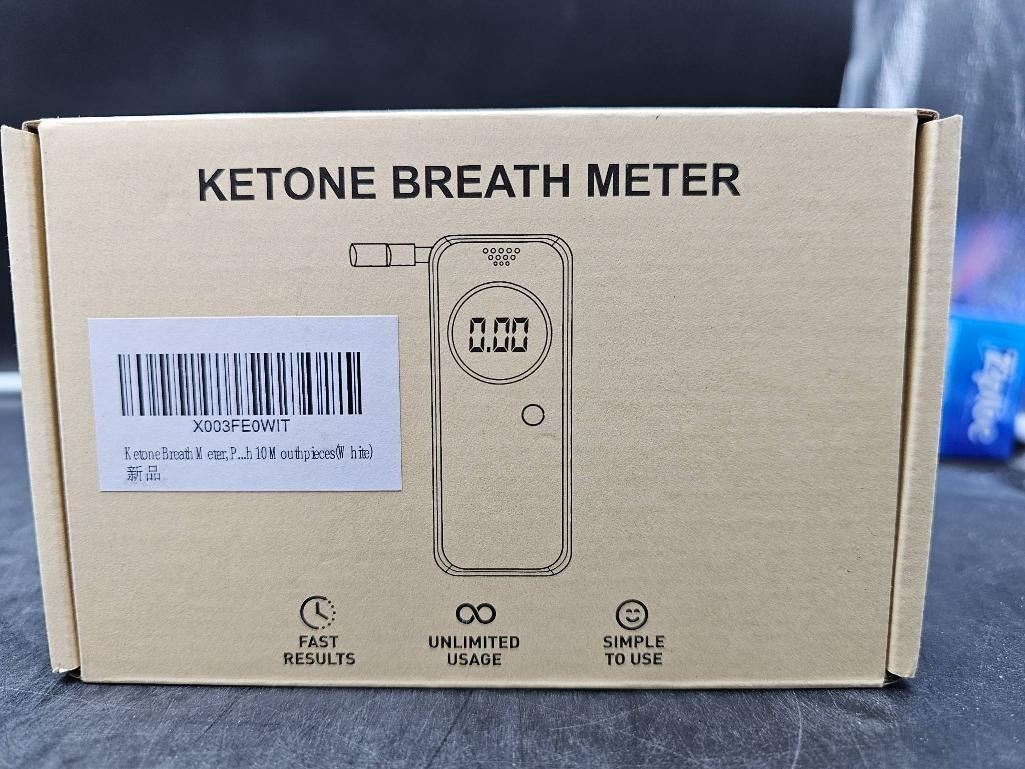 KETONE BREATH METER
0.00
X003FE0WIT
Ketone Breath Meter, P...h 10 Mouthpieces(White)
新品
FAST
RESULTS
UNLIMITED
USAGE
SIMPLE
TO USE